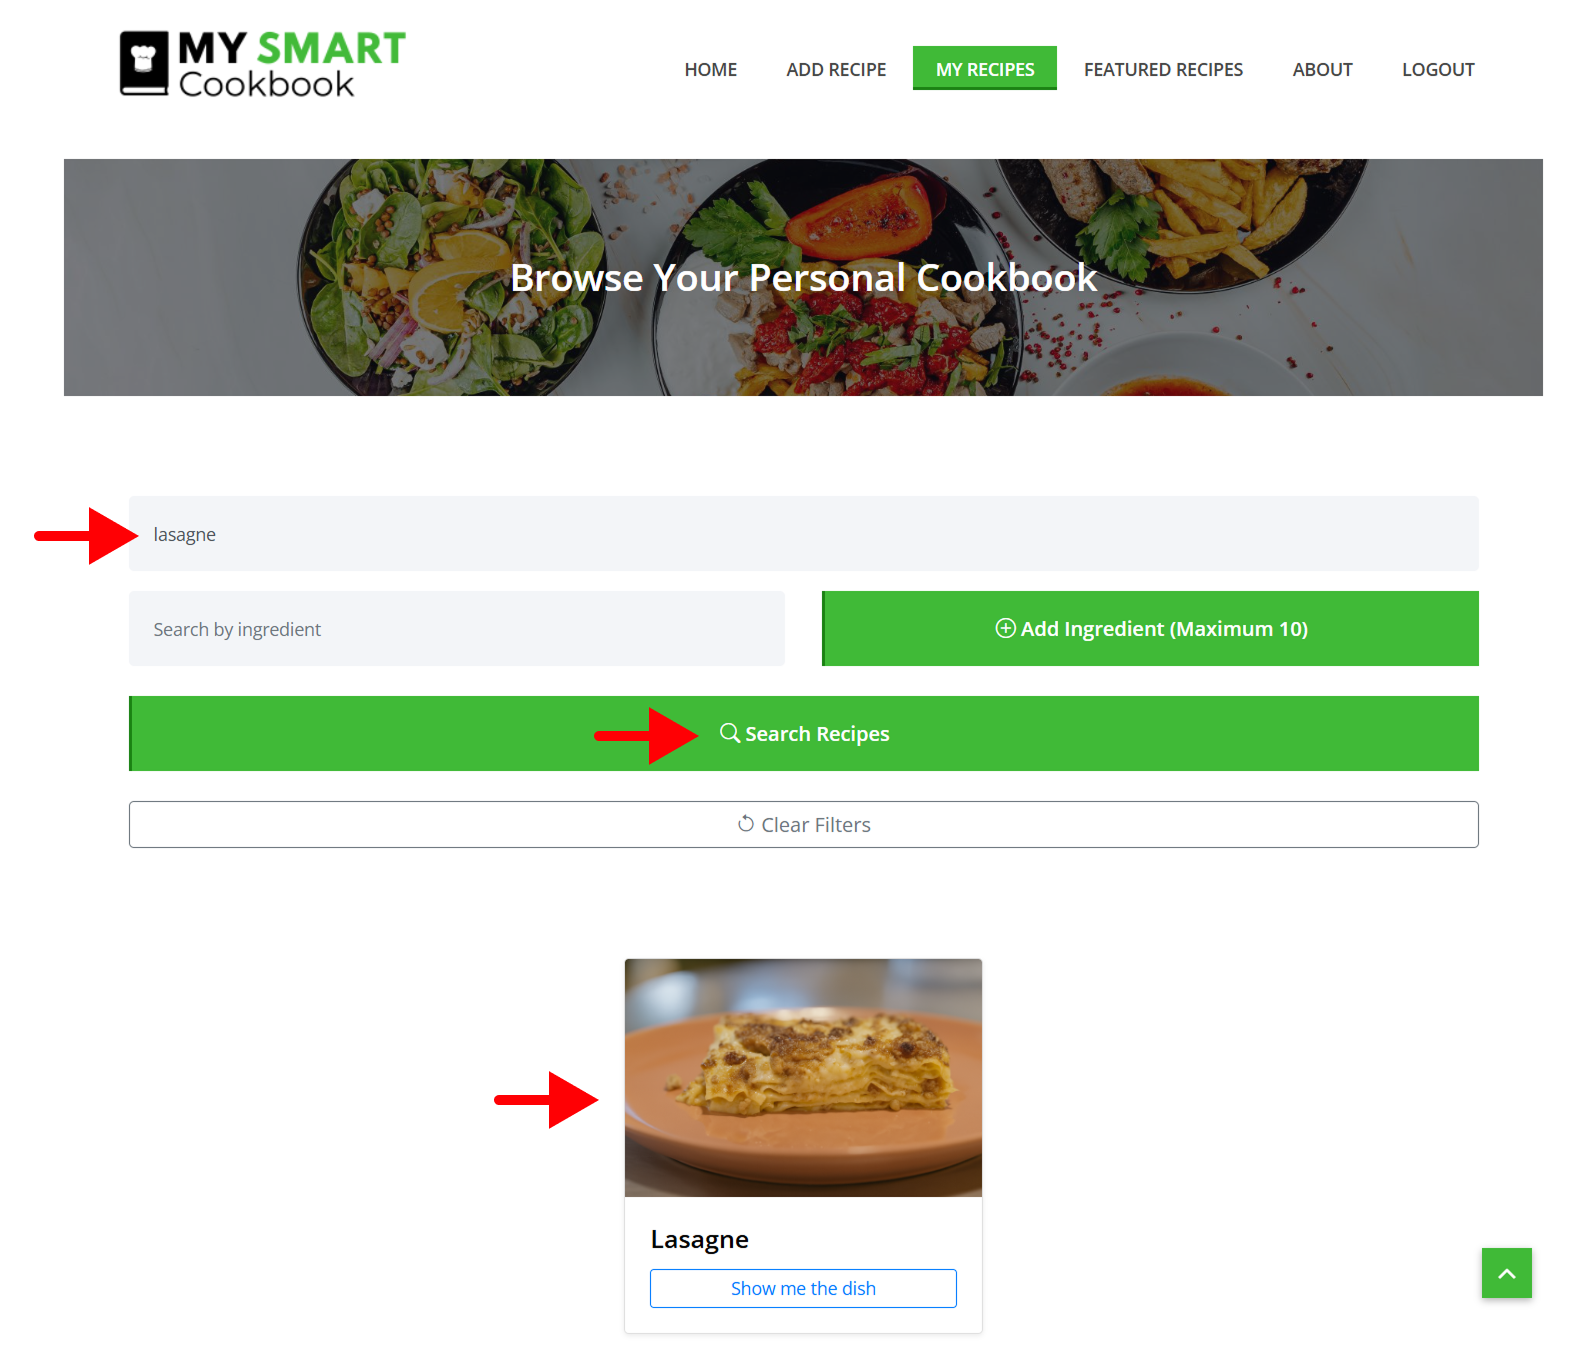 MY SMART
Cookbook
HOME ADD RECIPE MY RECIPES FEATURED RECIPES ABOUT LOGOUT
Browse Your Personal Cookbook
lasagne
Search by ingredient
Add Ingredient (Maximum 10)
Search Recipes
Clear Filters
Lasagne
Show me the dish